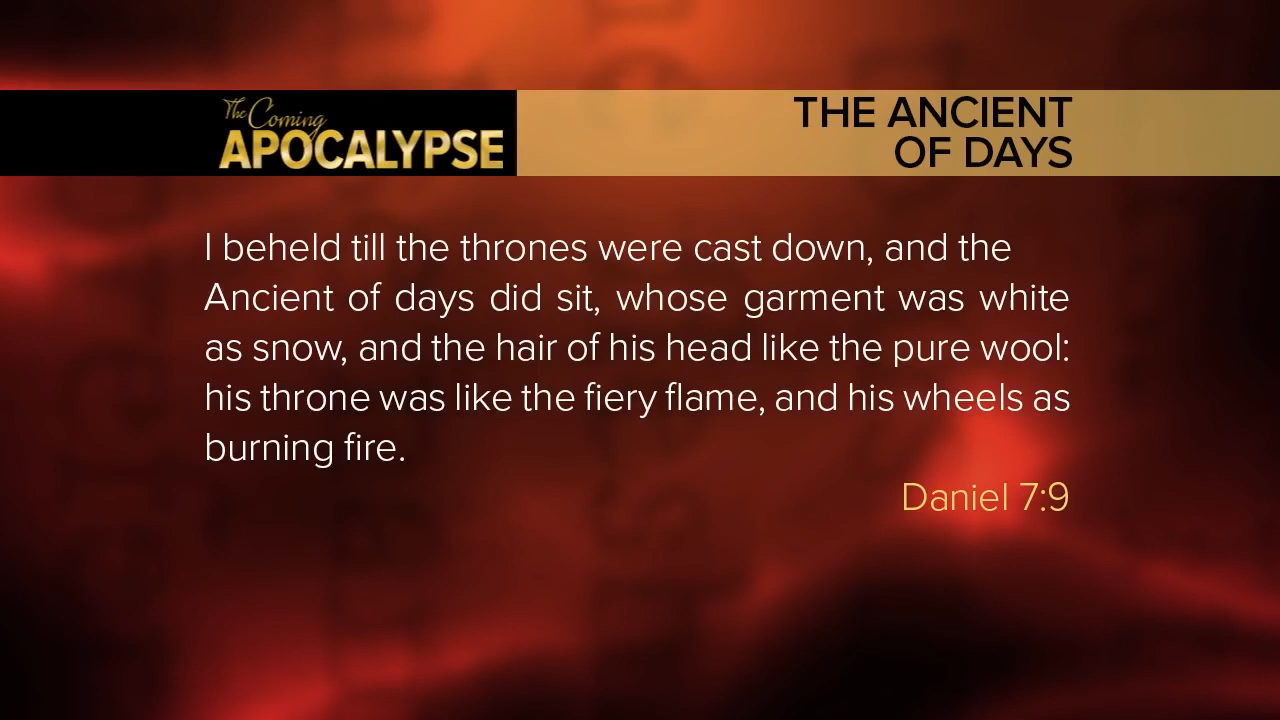 The Coming
APOCALYPSE
THE ANCIENT
OF DAYS
I beheld till the thrones were cast down, and the
Ancient of days did sit, whose garment was white
as snow, and the hair of his head like the pure wool:
his throne was like the fiery flame, and his wheels as
burning fire.
Daniel 7:9